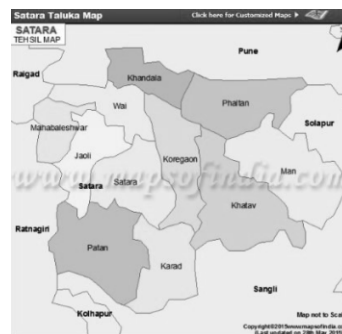 Satara Taluka Map
Click here for Customized Maps
SATARA
TEHSIL MAP
Pune
Raigad
Khandala
Wai
Phaltan
Solapur
Mahabaleshwar
Jaoli
Koregaon
Man
Satara
Satara
Khatav
www.mapsofindia.com
Ratnagiri
Patan
Karad
Sangli
Kolhapur
Map not to Scale